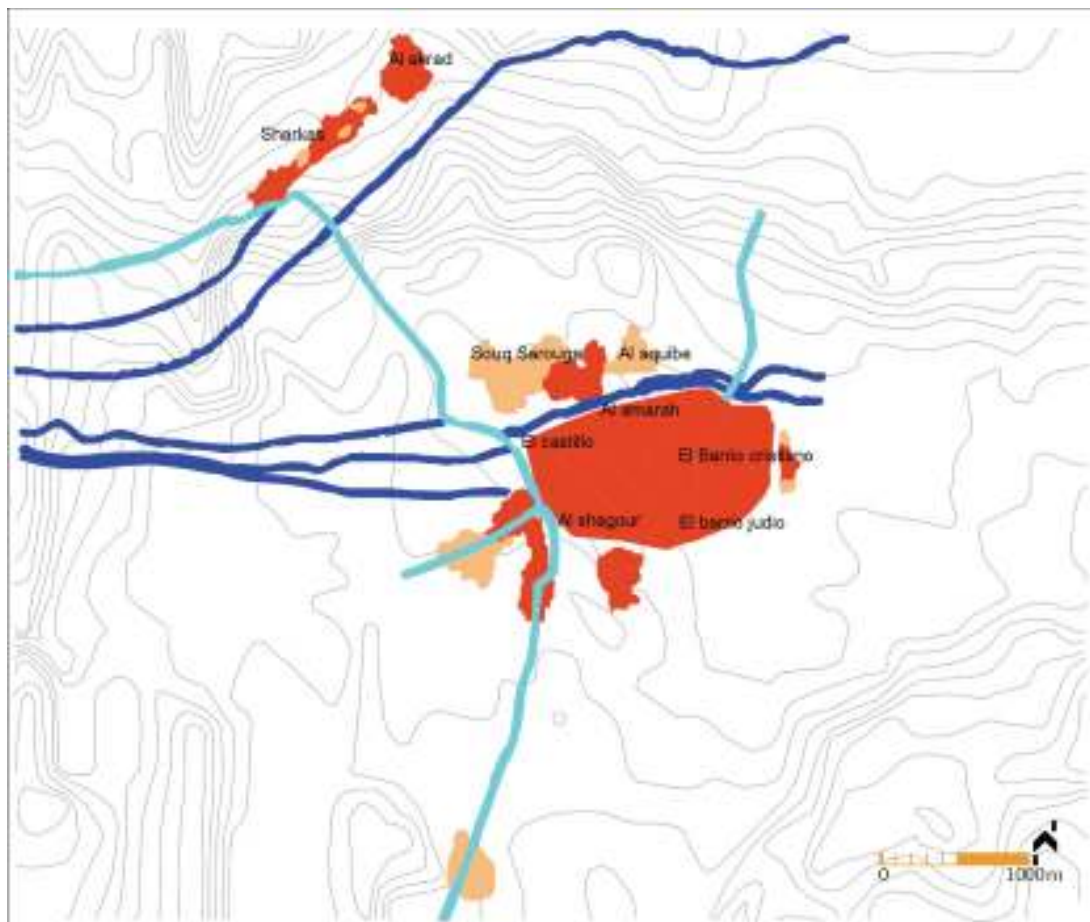 Al akrad
Sharkas
Souq Sarouga
Al aquiba
Al amarah
El castillo
El Barrio cristiano
Al shagour
El barrio judio
0
1000m